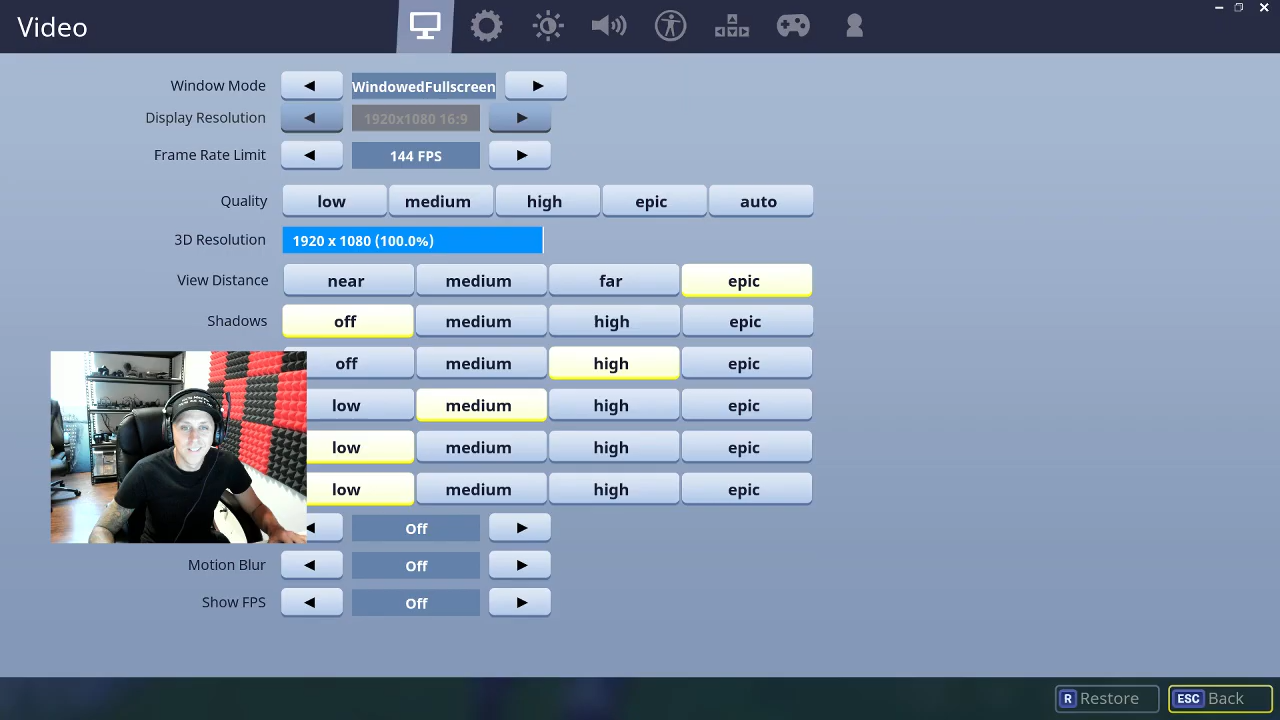 Video
Window Mode WindowedFullscreen
Display Resolution 1920x1080 16:9
Frame Rate Limit 144 FPS
Quality low medium high epic auto
3D Resolution 1920 x 1080 (100.0%)
View Distance near medium far epic
Shadows off medium high epic
off medium high epic
low medium high epic
low medium high epic
low medium high epic
Off
Motion Blur Off
Show FPS Off
R Restore ESC Back